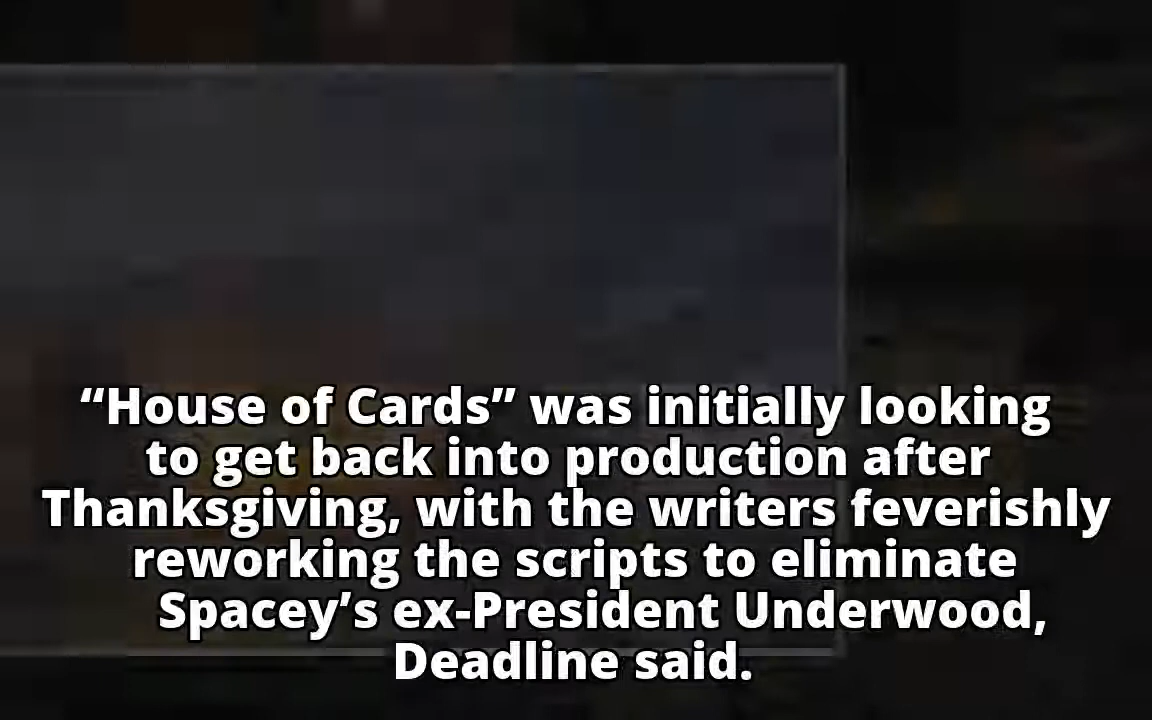 “House of Cards” was initially looking
to get back into production after
Thanksgiving, with the writers feverishly
reworking the scripts to eliminate
Spacey’s ex-President Underwood,
Deadline said.